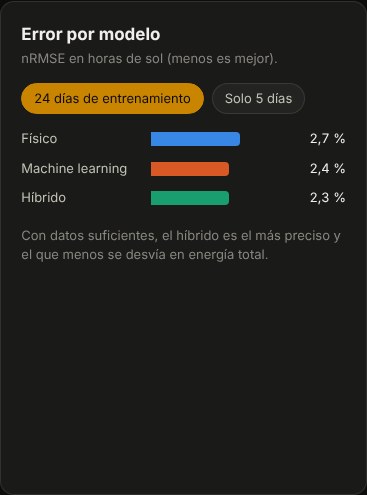 Error por modelo
nRMSE en horas de sol (menos es mejor).
24 días de entrenamiento
Solo 5 días
Físico 2,7 %
Machine learning 2,4 %
Híbrido 2,3 %
Con datos suficientes, el híbrido es el más preciso y
el que menos se desvía en energía total.